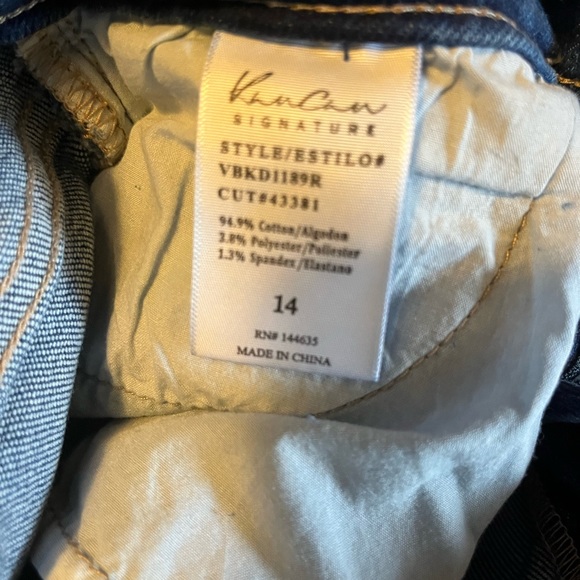 KanCan
SIGNATURE
STYLE/ESTILO#
VBKD1189R
CUT#43381
94.9% Cotton/Algodon
3.8% Polyester/Poliester
1.3% Spandex/Elastano
14
RN# 144635
MADE IN CHINA